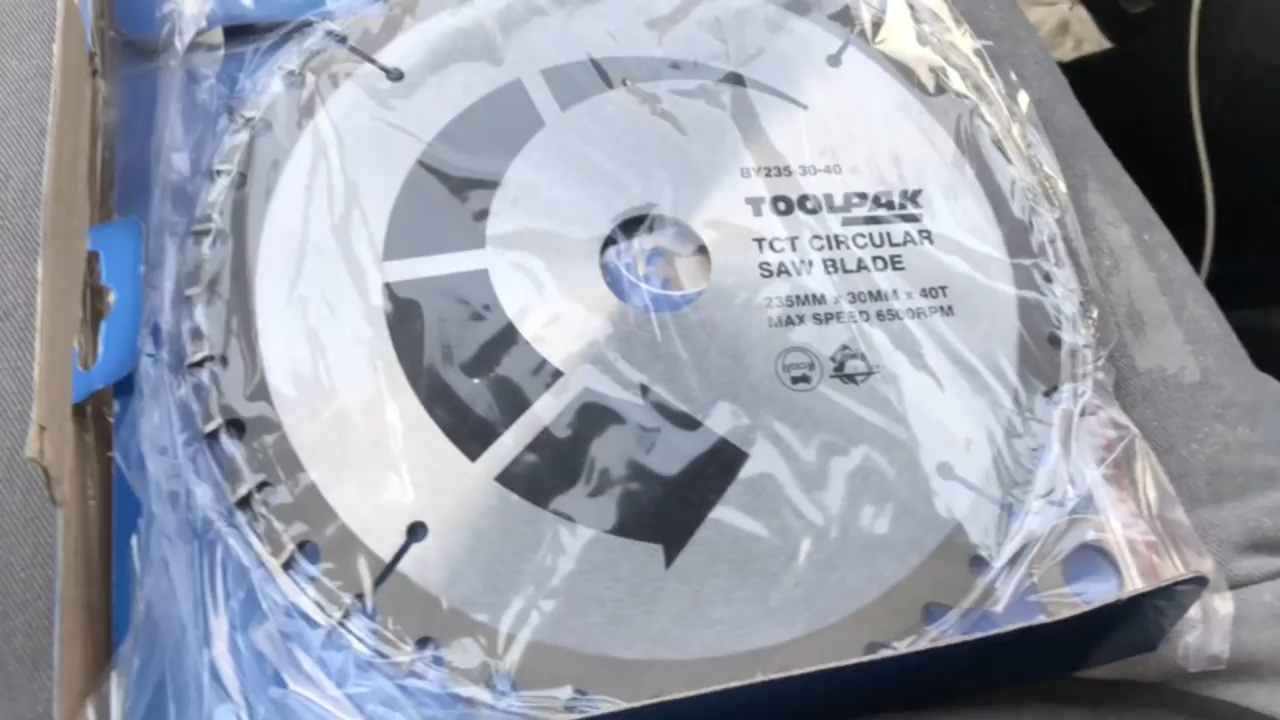 BY235-30-40
TOOLPAK
TCT CIRCULAR
SAW BLADE
235MM x 30MM x 40T
MAX SPEED 6500RPM